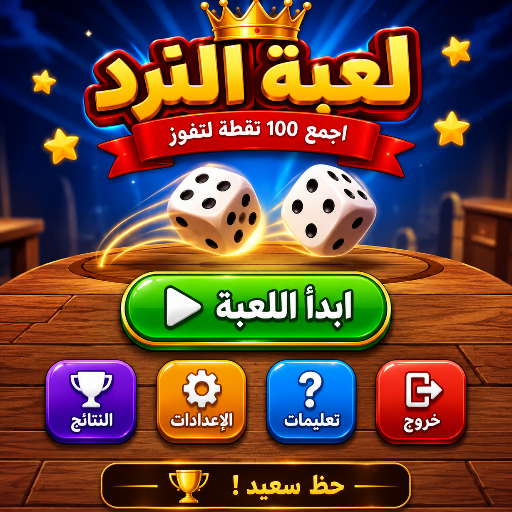 لعبة النرد
اجمع 100 نقطة لتفوز
ابدأ اللعبة
خروج
تعليمات
الإعدادات
النتائج
حظ سعيد !